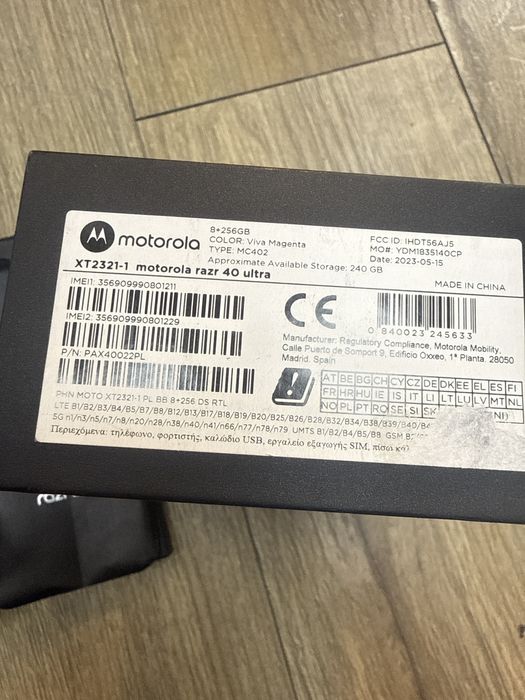 motorola
8+256GB
COLOR: Viva Magenta
TYPE: MC402
Approximate Available Storage: 240 GB
FCC ID: IHDT56AJ5
MO#: YDM1835140CP
DATE: 2023-05-15
XT2321-1 motorola razr 40 ultra
MADE IN CHINA
IMEI1: 356909990801211
IMEI2: 356909990801229
P/N: PAX40022PL
CE
0 840023 245633
Manufacturer: Regulatory Compliance, Motorola Mobility,
Calle Puerto de Somport 9, Edificio Oxxeo, 1ª Planta. 28050
Madrid. Spain
AT BE BG CH CY CZ DE DK EE EL ES FI
FR HR HU IE IS IT LI LT LU LV MT NL
NO PL PT RO SE SI SK NI)
PHN MOTO XT2321-1 PL BB 8+256 DS RTL
LTE B1/B2/B3/B4/B5/B7/B8/B12/B13/B17/B18/B19/B20/B25/B26/B28/B32/B34/B38/B39/B40/
5G n1/n3/n5/n7/n8/n20/n28/n38/n40/n41/n66/n77/n78/n79 UMTS B1/B2/B4/B5/B8 GSM
Περιεχόμενα: τηλέφωνο, φορτιστής, καλώδιο USB, εργαλείο εξαγωγής SIM, πίσω
razr